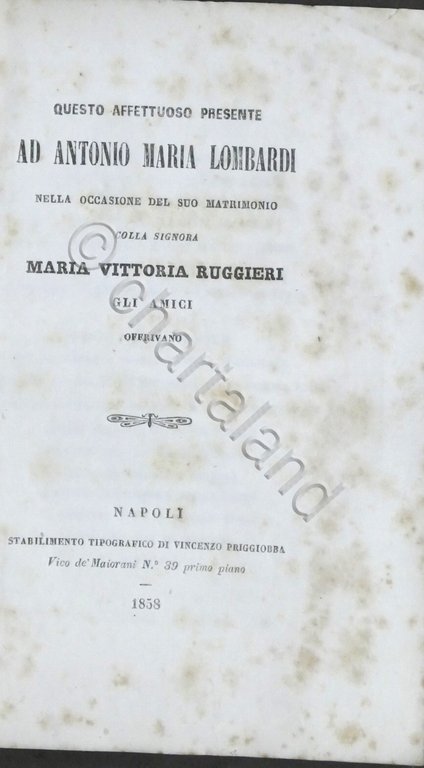 QUESTO AFFETTUOSO PRESENTE
AD ANTONIO MARIA LOMBARDI
NELLA OCCASIONE DEL SUO MATRIMONIO
COLLA SIGNORA
MARIA VITTORIA RUGGIERI
GLI AMICI
OFFRIVANO
NAPOLI
STABILIMENTO TIPOGRAFICO DI VINCENZO PRIGGIOBBA
Vico de' Maiorani N.° 39 primo piano
1858
© chartaland